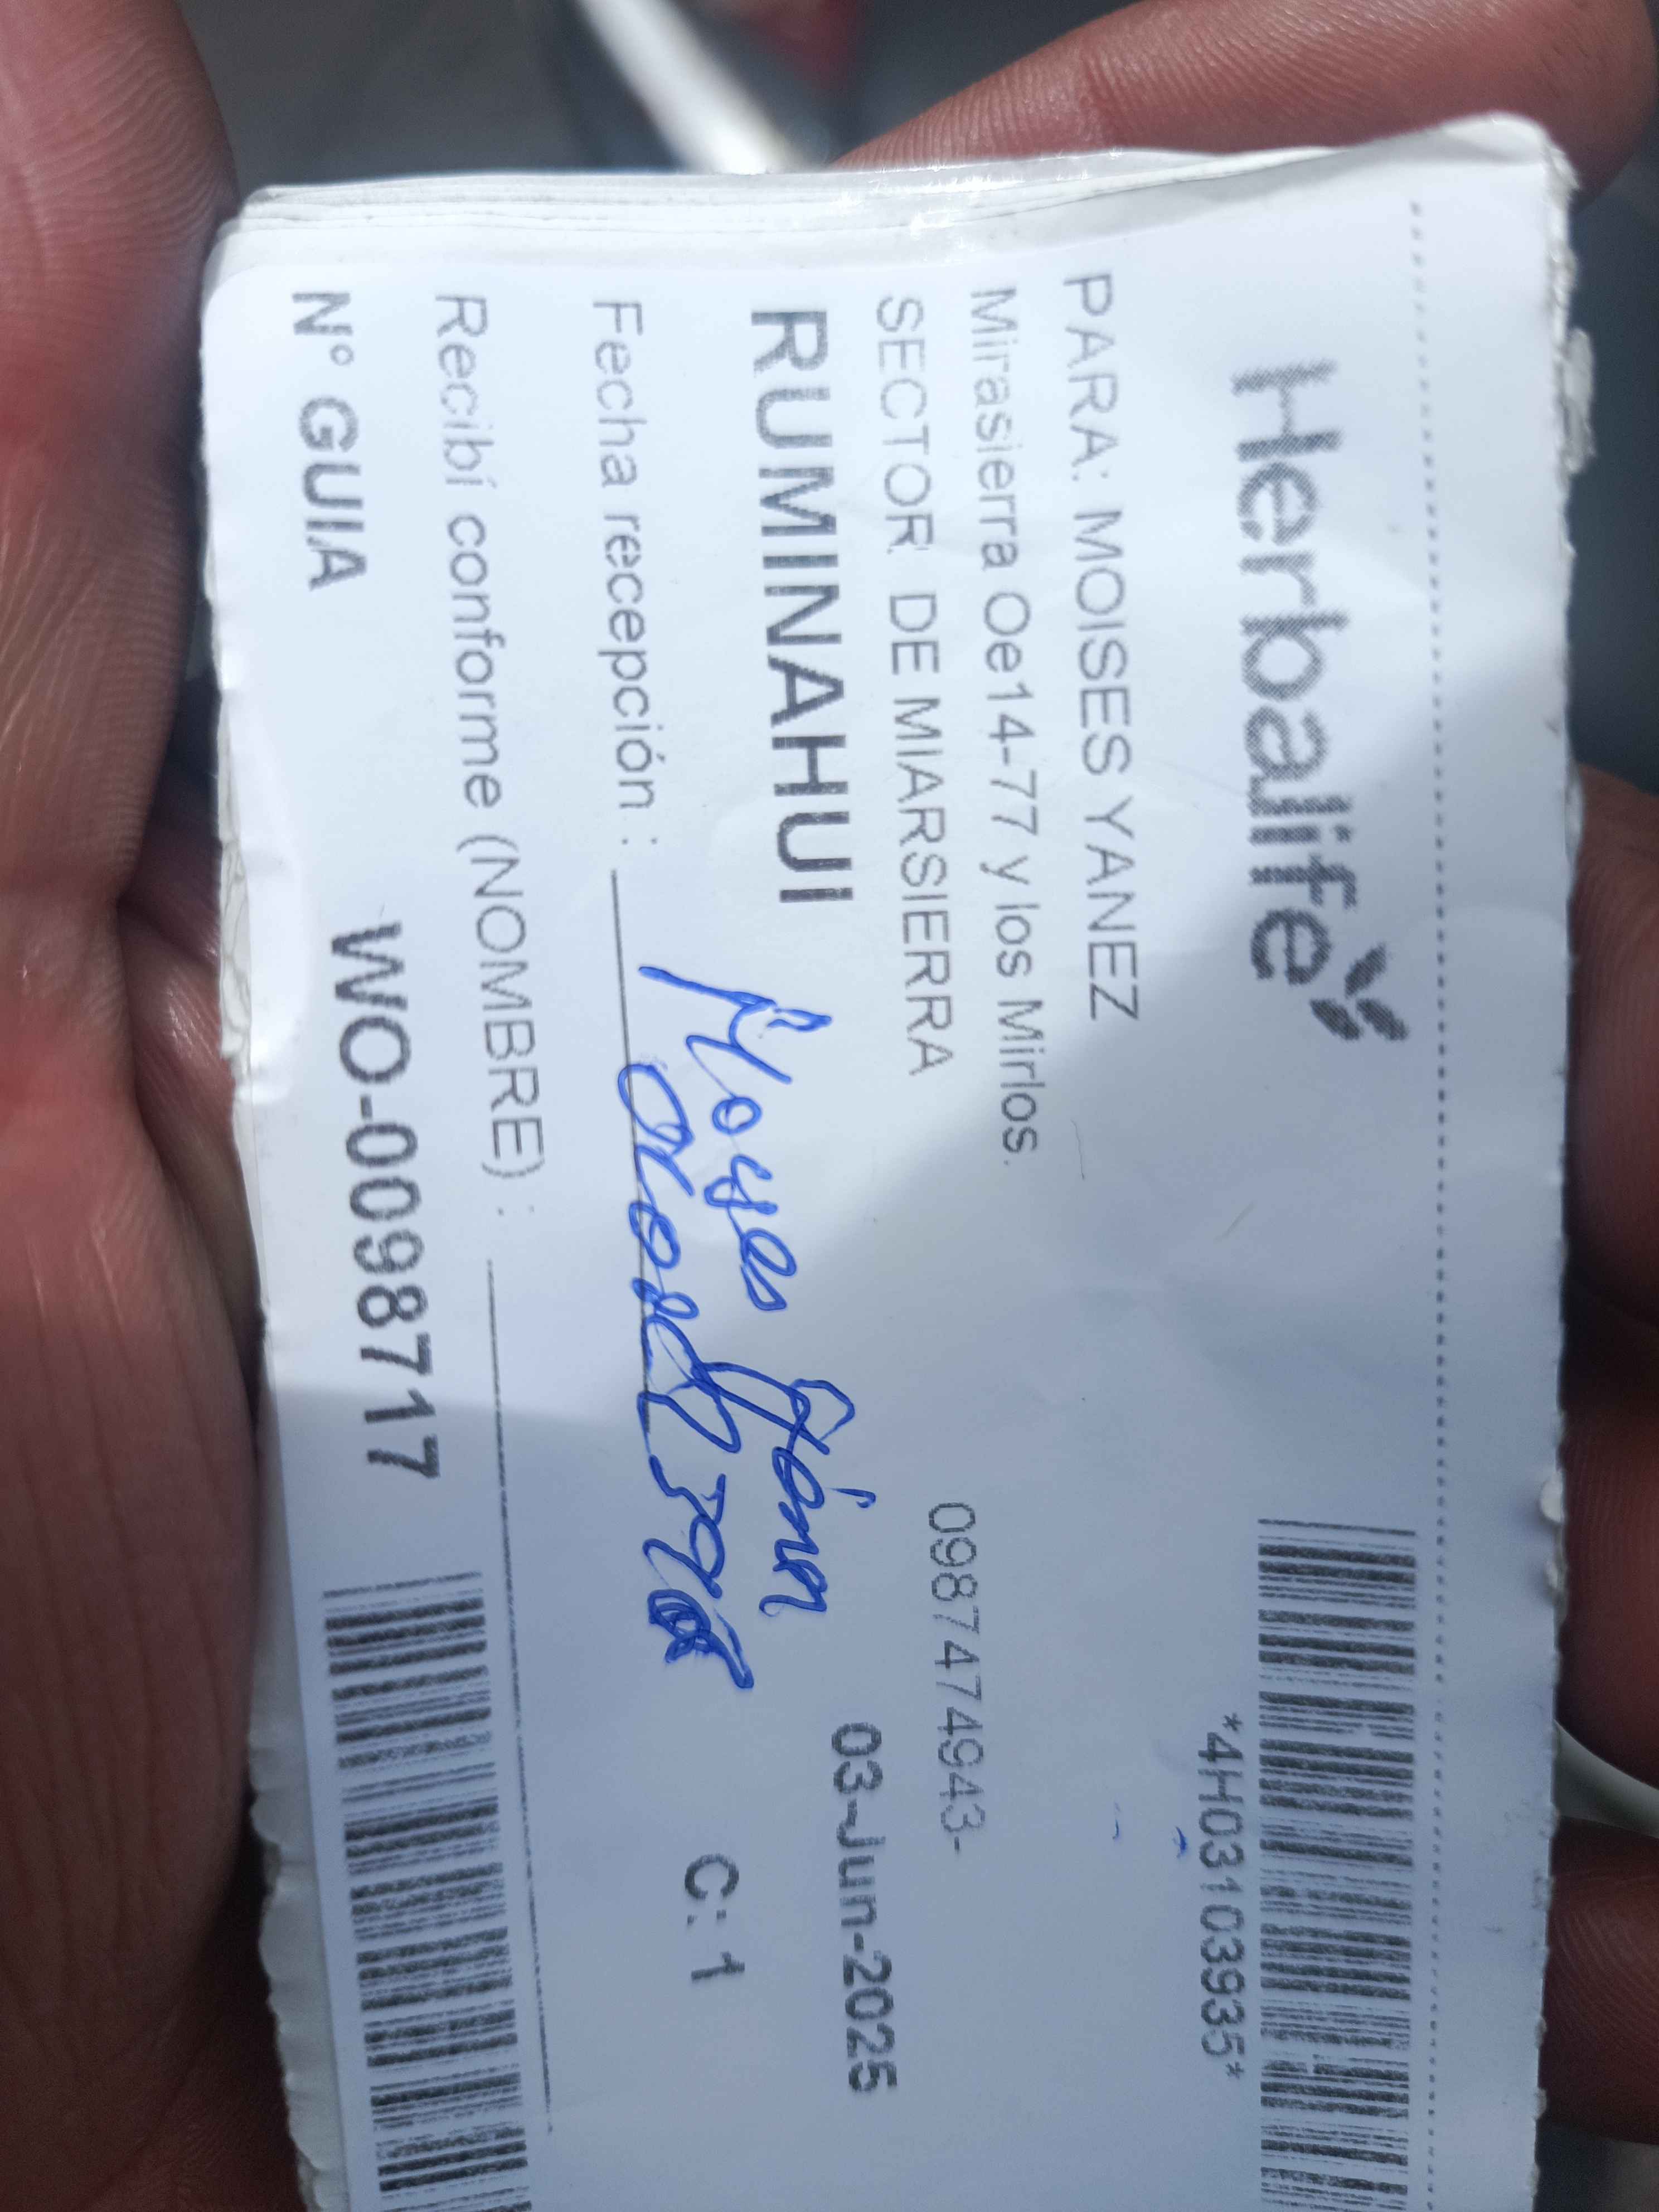 Herbalife
*4H03103935*
PARA: MOISES YANEZ
Mirasierra Oe14-77 y los Mirlos.
SECTOR DE MIARSIERRA
0987474943-
RUMINAHUI
03-Jun-2025
Fecha recepción :
C: 1
Recibí conforme (NOMBRE) :
N° GUIA WO-0098717